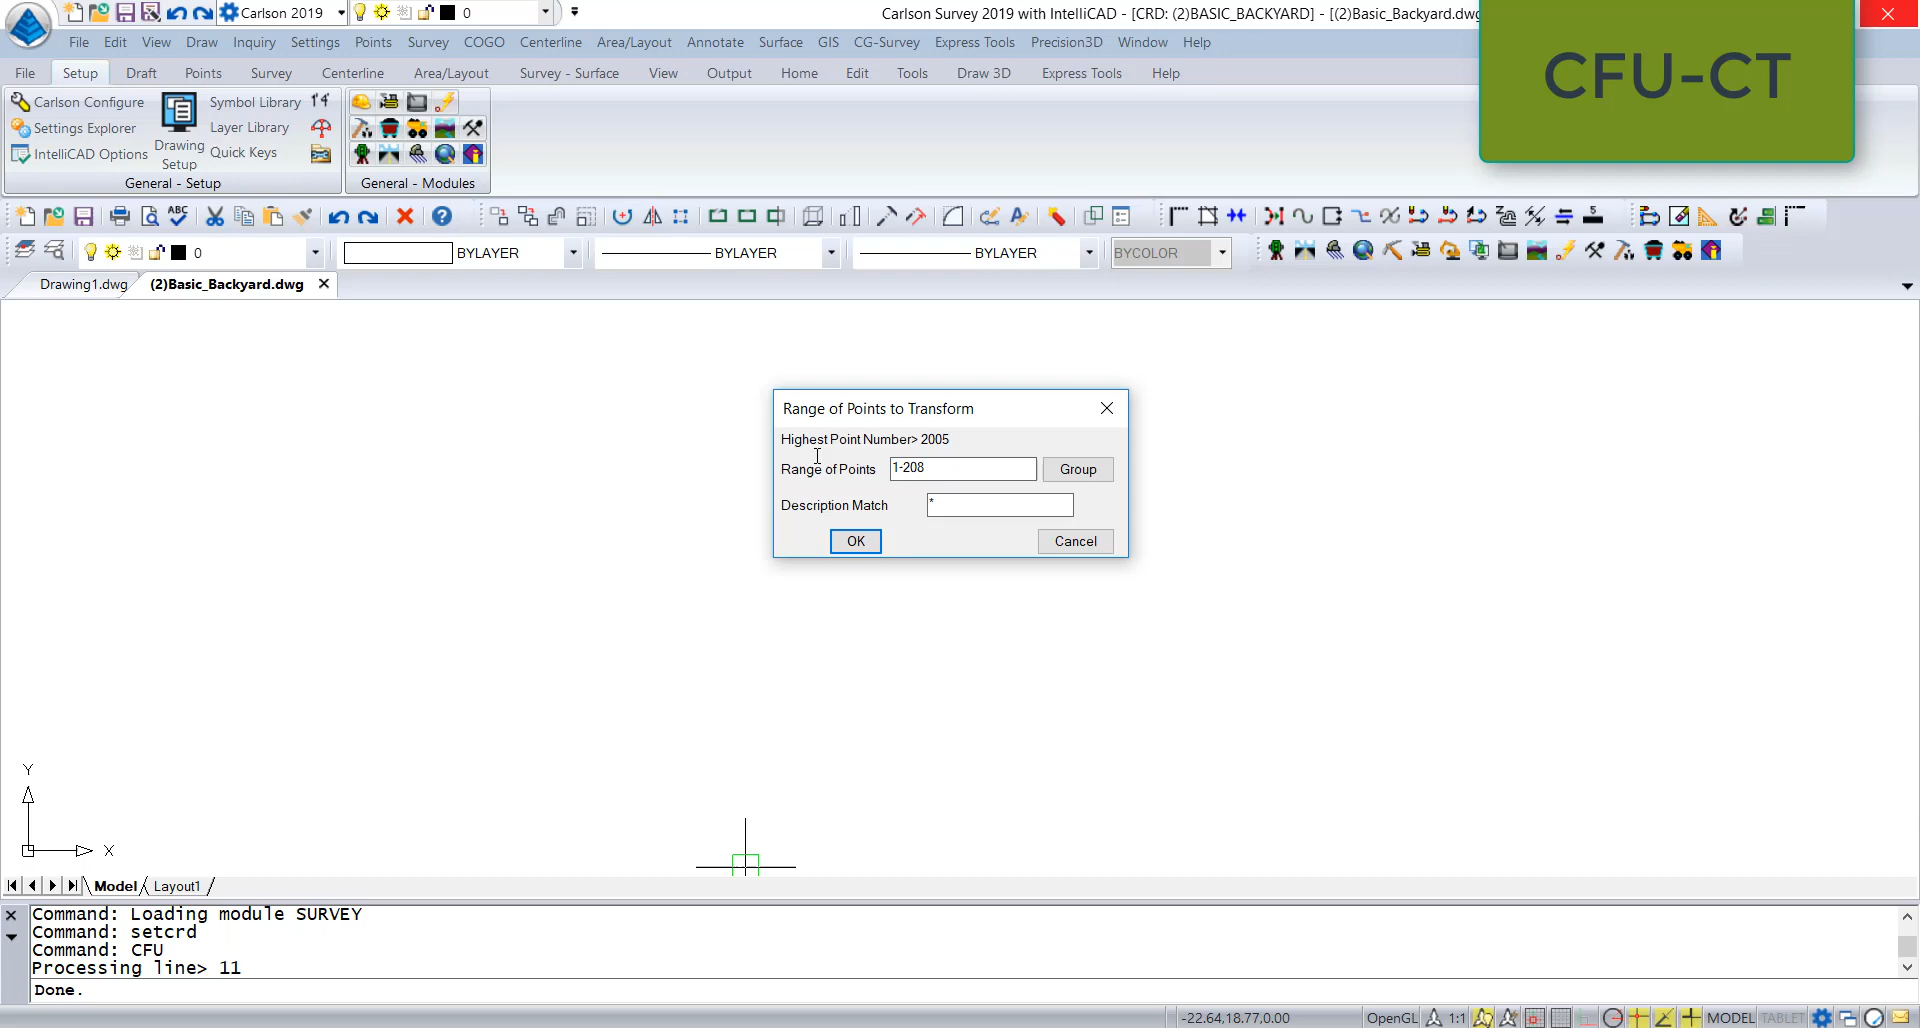 Carlson 2019
0
Carlson Survey 2019 with IntelliCAD - [CRD: (2)BASIC_BACKYARD] - [(2)Basic_Backyard.dwg
CFU-CT
File Edit View Draw Inquiry Settings Points Survey COGO Centerline Area/Layout Annotate Surface GIS CG-Survey Express Tools Precision3D Window Help
File Setup Draft Points Survey Centerline Area/Layout Survey - Surface View Output Home Edit Tools Draw 3D Express Tools Help
Carlson Configure
Settings Explorer
IntelliCAD Options
Drawing
Setup
Symbol Library
Layer Library
Quick Keys
General - Setup
General - Modules
ABC
5
0
BYLAYER
BYLAYER
BYLAYER
BYCOLOR
Drawing1.dwg
(2)Basic_Backyard.dwg
Range of Points to Transform
Highest Point Number> 2005
Range of Points 1-208 Group
Description Match *
OK Cancel
Y
X
Model Layout1
Command: Loading module SURVEY
Command: setcrd
Command: CFU
Processing line> 11
Done.
-22.64,18.77,0.00 OpenGL 1:1 MODEL TABLET